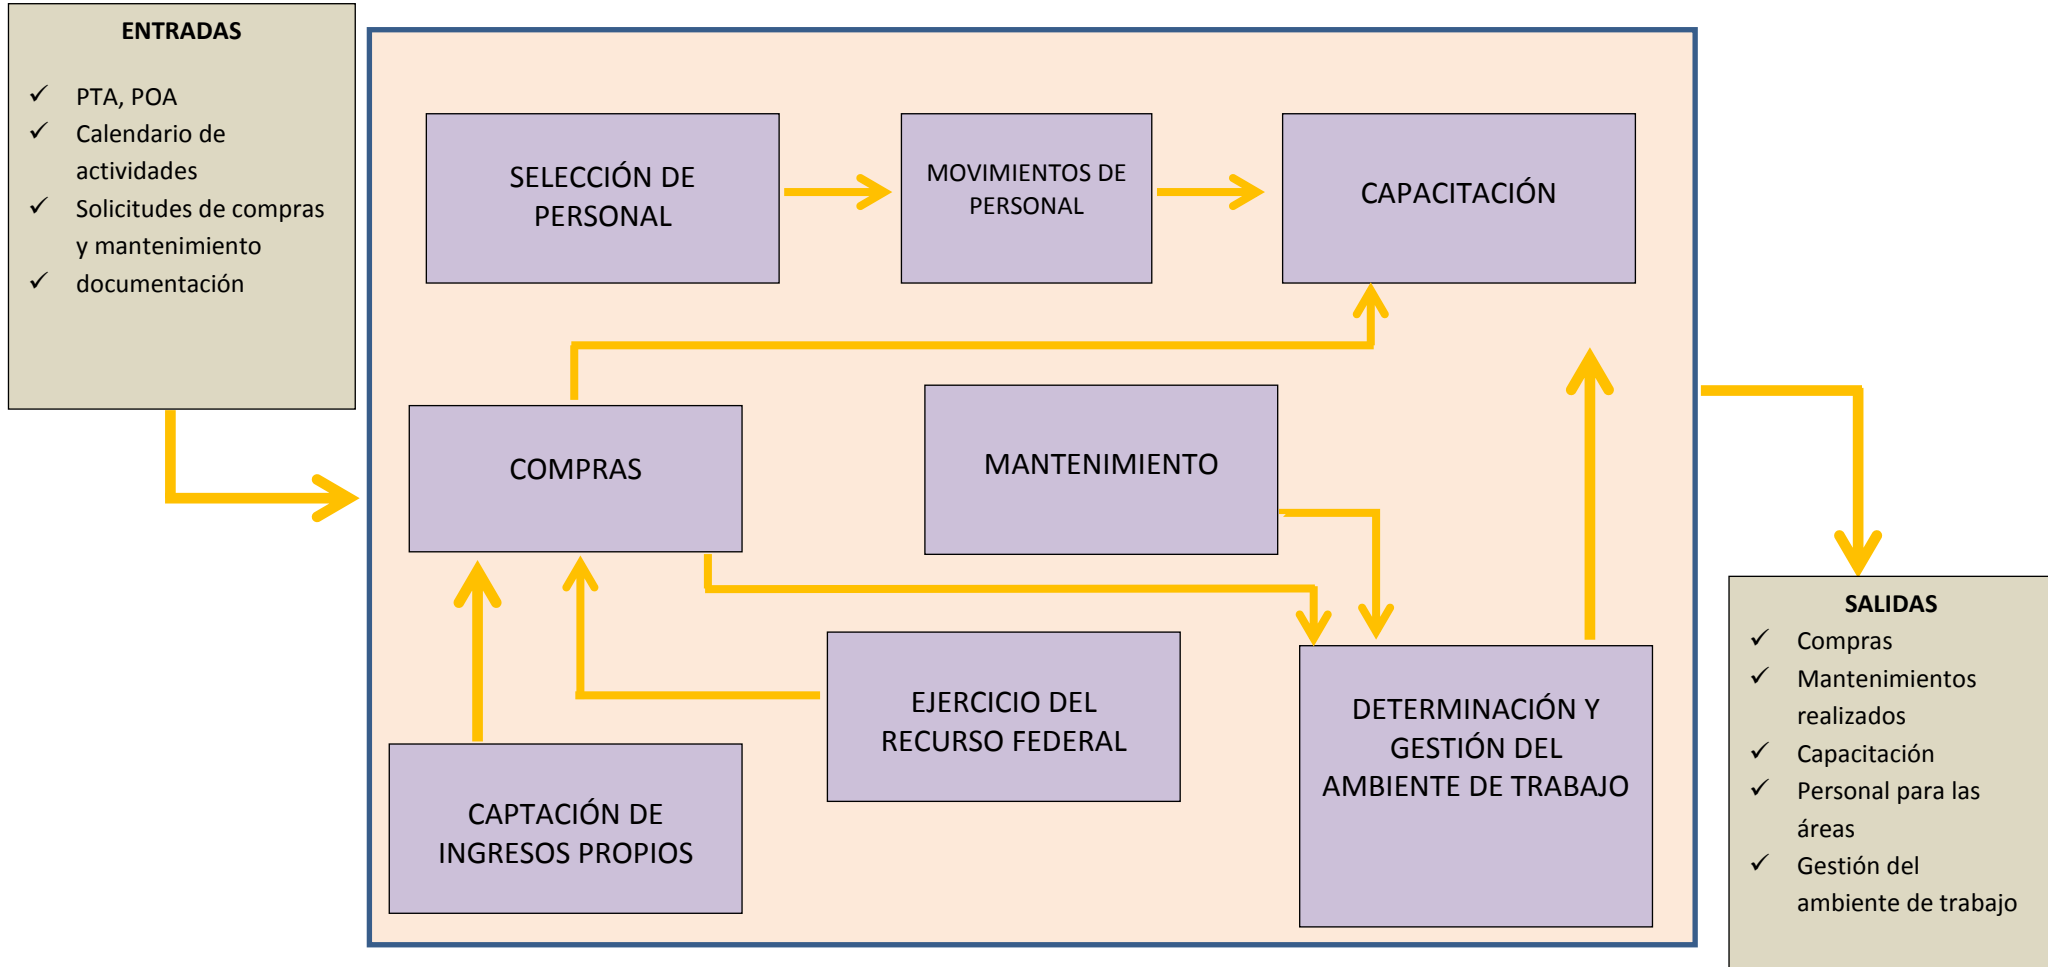 ENTRADAS
PTA, POA
Calendario de
actividades
Solicitudes de compras
y mantenimiento
documentación
SELECCIÓN DE
PERSONAL
MOVIMIENTOS DE
PERSONAL
CAPACITACIÓN
COMPRAS
MANTENIMIENTO
EJERCICIO DEL
RECURSO FEDERAL
DETERMINACIÓN Y
GESTIÓN DEL
AMBIENTE DE TRABAJO
CAPTACIÓN DE
INGRESOS PROPIOS
SALIDAS
Compras
Mantenimientos
realizados
Capacitación
Personal para las
áreas
Gestión del
ambiente de trabajo